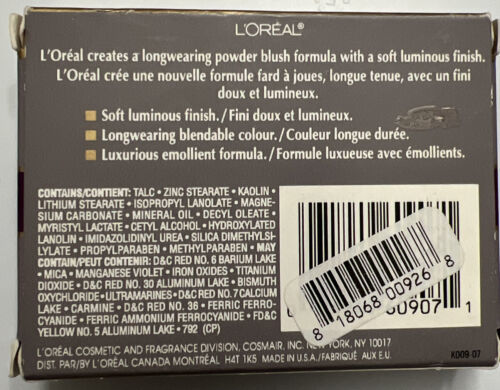 L'ORÉAL®
L'Oréal creates a longwearing powder blush formula with a soft luminous finish.
L'Oréal crée une nouvelle formule fard à joues, longue tenue, avec un fini
doux et lumineux.
Soft luminous finish./Fini doux et lumineux.
Longwearing blendable colour./Couleur longue durée.
Luxurious emollient formula./Formule luxueuse avec émollients.
CONTAINS/CONTENT: TALC • ZINC STEARATE • KAOLIN •
LITHIUM STEARATE • ISOPROPYL LANOLATE • MAGNE-
SIUM CARBONATE • MINERAL OIL • DECYL OLEATE •
MYRISTYL LACTATE • CETYL ALCOHOL • HYDROXYLATED
LANOLIN • IMIDAZOLIDINYL UREA • SILICA DIMETHYLSI-
LYLATE • PROPYLPARABEN • METHYLPARABEN • MAY
CONTAIN/PEUT CONTENIR: D&C RED NO. 6 BARIUM LAKE
• MICA • MANGANESE VIOLET • IRON OXIDES • TITANIUM
DIOXIDE • D&C RED NO. 30 ALUMINUM LAKE • BISMUTH
OXYCHLORIDE • ULTRAMARINES • D&C RED NO. 7 CALCIUM
LAKE • CARMINE • D&C RED NO. 36 • FERRIC FERRO-
CYANIDE • FERRIC AMMONIUM FERROCYANIDE • FD&C
YELLOW NO. 5 ALUMINUM LAKE • 792 (CP)
8 18068 00926 8
00907 1
L'ORÉAL COSMETIC AND FRAGRANCE DIVISION, COSMAIR, INC. NEW YORK, NY 10017
DIST. PAR/BY L'ORÉAL CANADA MONTRÉAL H4T 1K5 MADE IN U.S.A./FABRIQUÉ AUX É.U.
K009-07